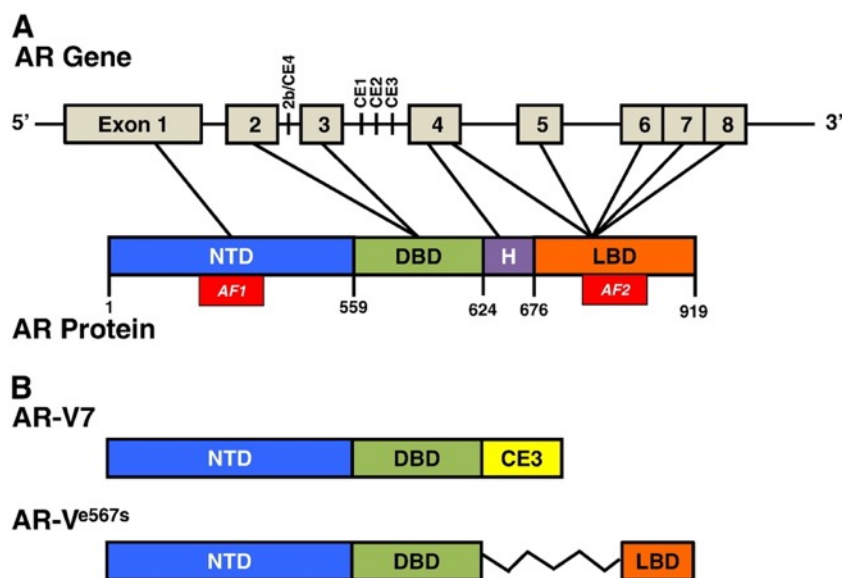 A
AR Gene
2b/CE4
CE1
CE2
CE3
5’ Exon 1 2 3 4 5 6 7 8 3’
NTD DBD H LBD
AF1 AF2
1 559 624 676 919
AR Protein
B
AR-V7
NTD DBD CE3
AR-Ve567s
NTD DBD LBD